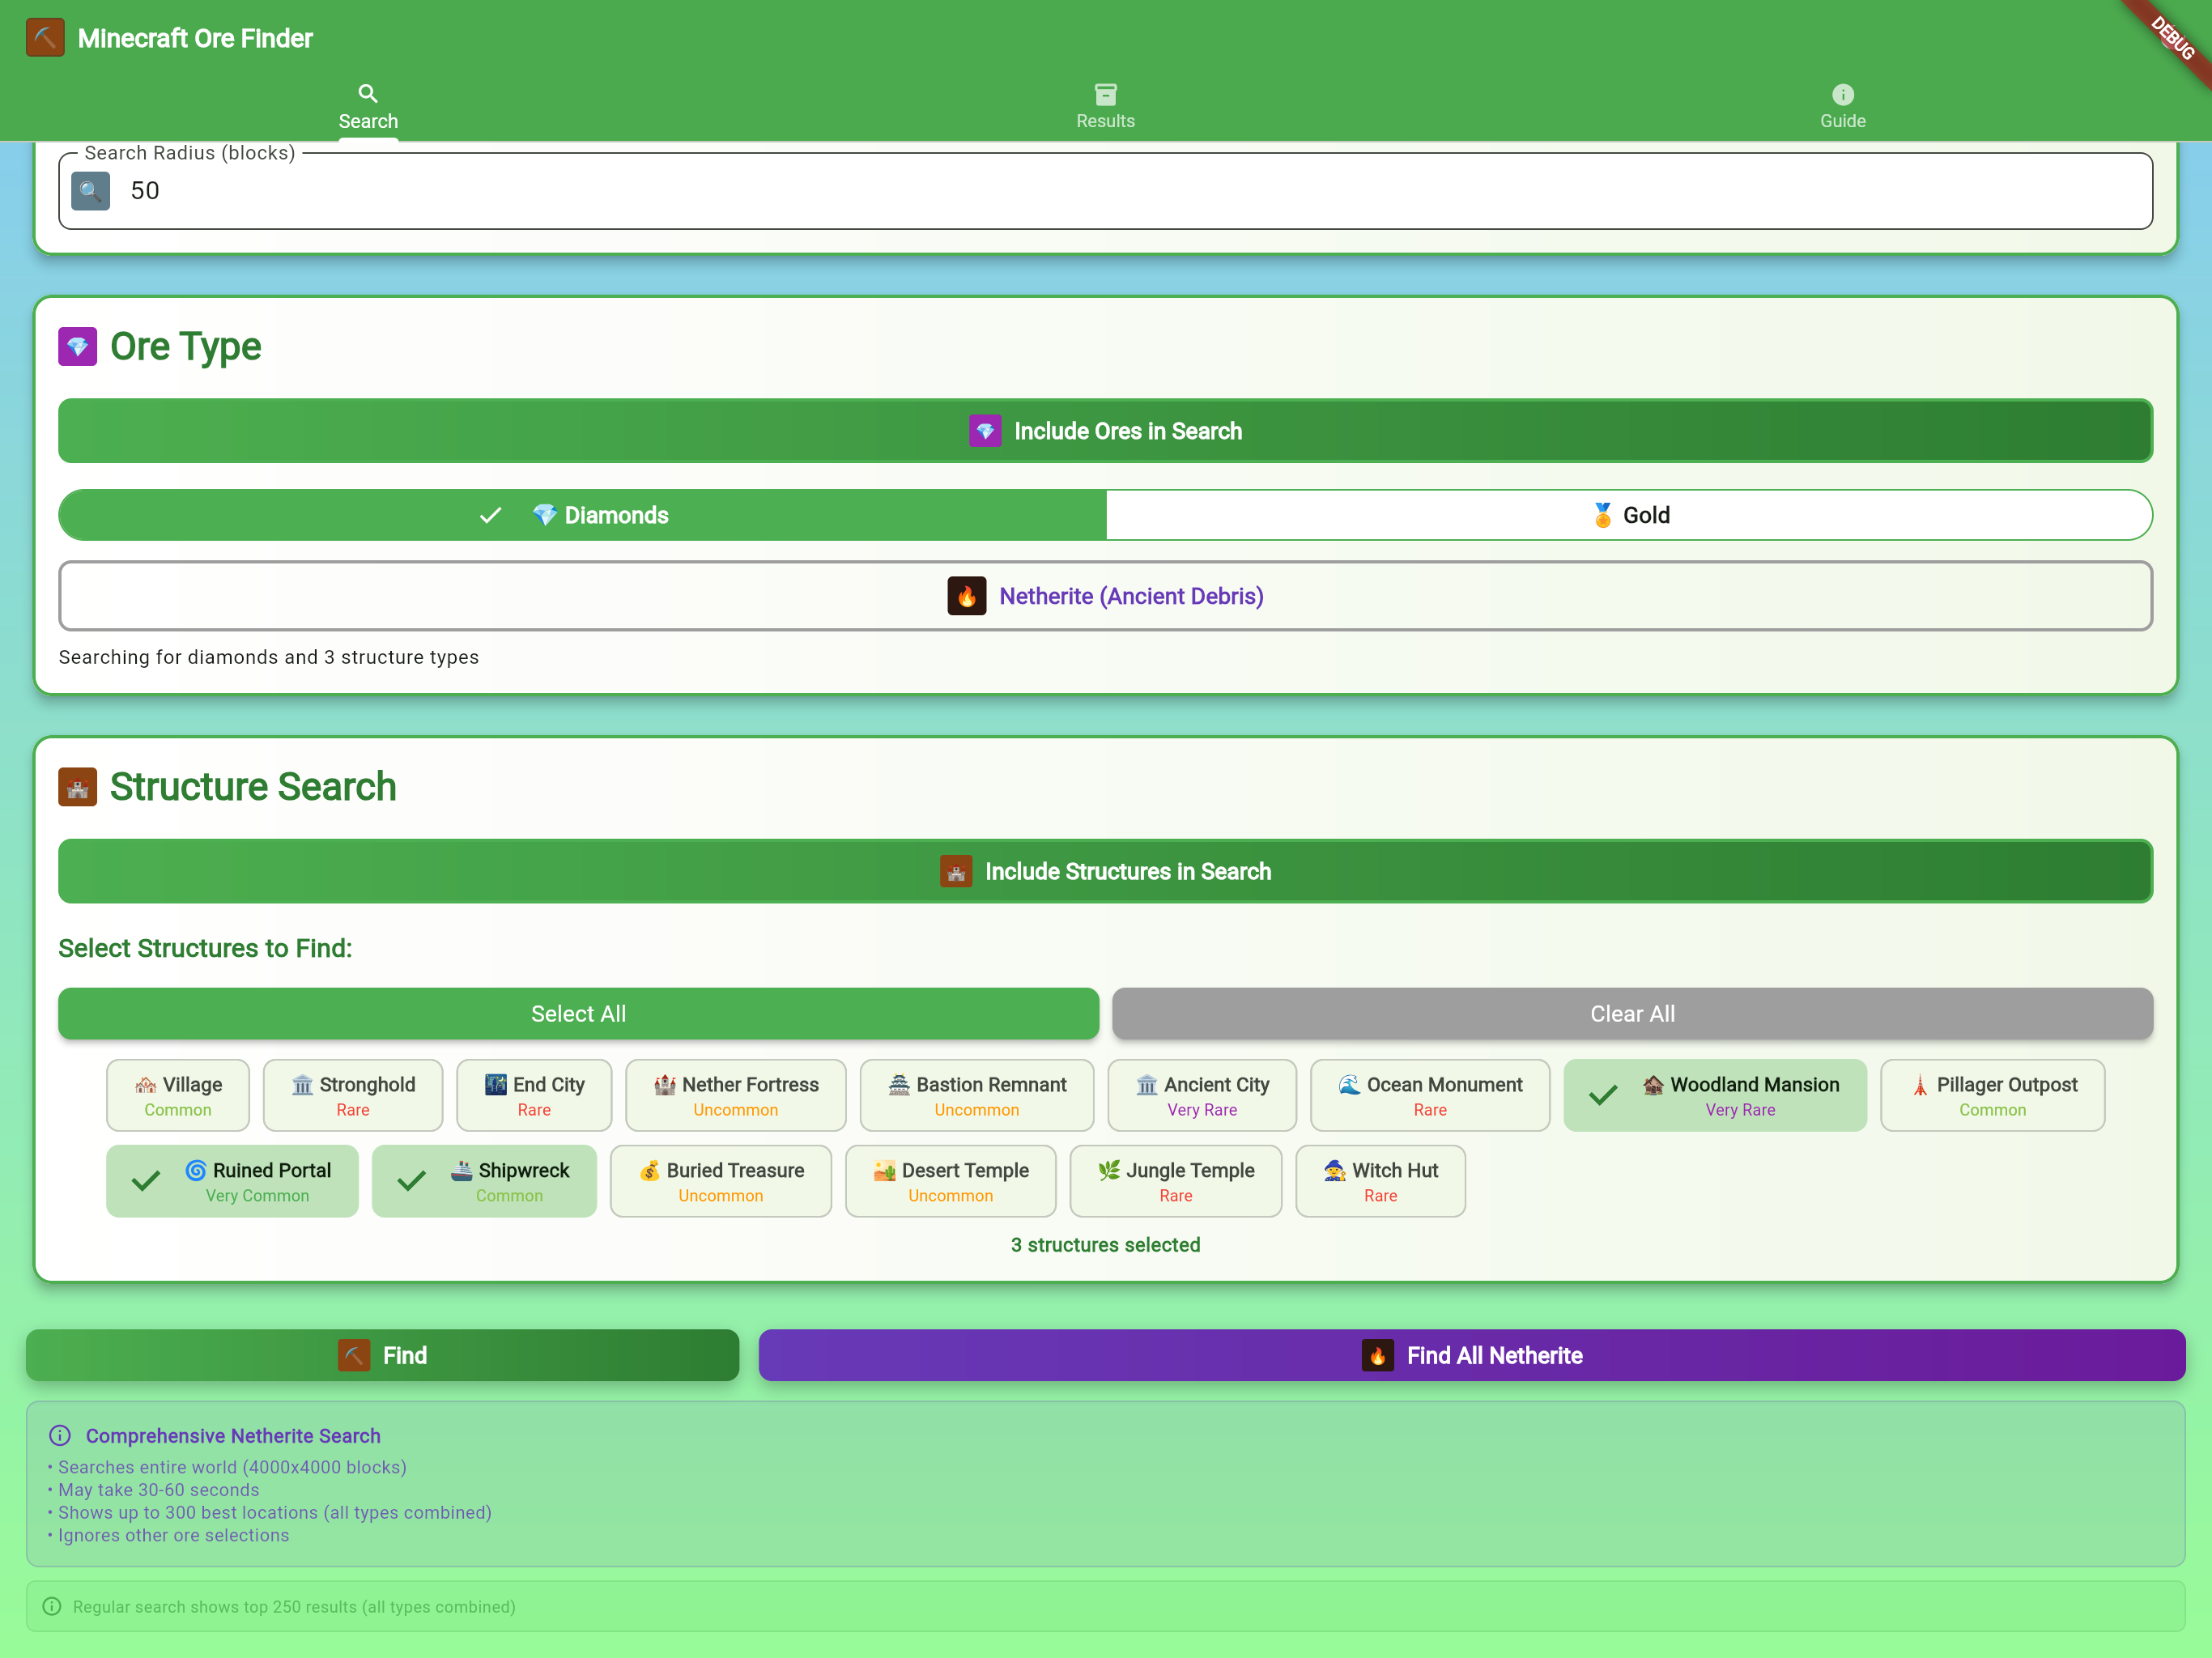 Minecraft Ore Finder
DEBUG
Search
Results
Guide
Search Radius (blocks)
50
Ore Type
Include Ores in Search
Diamonds
Gold
Netherite (Ancient Debris)
Searching for diamonds and 3 structure types
Structure Search
Include Structures in Search
Select Structures to Find:
Select All
Clear All
Village
Common
Stronghold
Rare
End City
Rare
Nether Fortress
Uncommon
Bastion Remnant
Uncommon
Ancient City
Very Rare
Ocean Monument
Rare
Woodland Mansion
Very Rare
Pillager Outpost
Common
Ruined Portal
Very Common
Shipwreck
Common
Buried Treasure
Uncommon
Desert Temple
Uncommon
Jungle Temple
Rare
Witch Hut
Rare
3 structures selected
Find
Find All Netherite
Comprehensive Netherite Search
• Searches entire world (4000x4000 blocks)
• May take 30-60 seconds
• Shows up to 300 best locations (all types combined)
• Ignores other ore selections
Regular search shows top 250 results (all types combined)